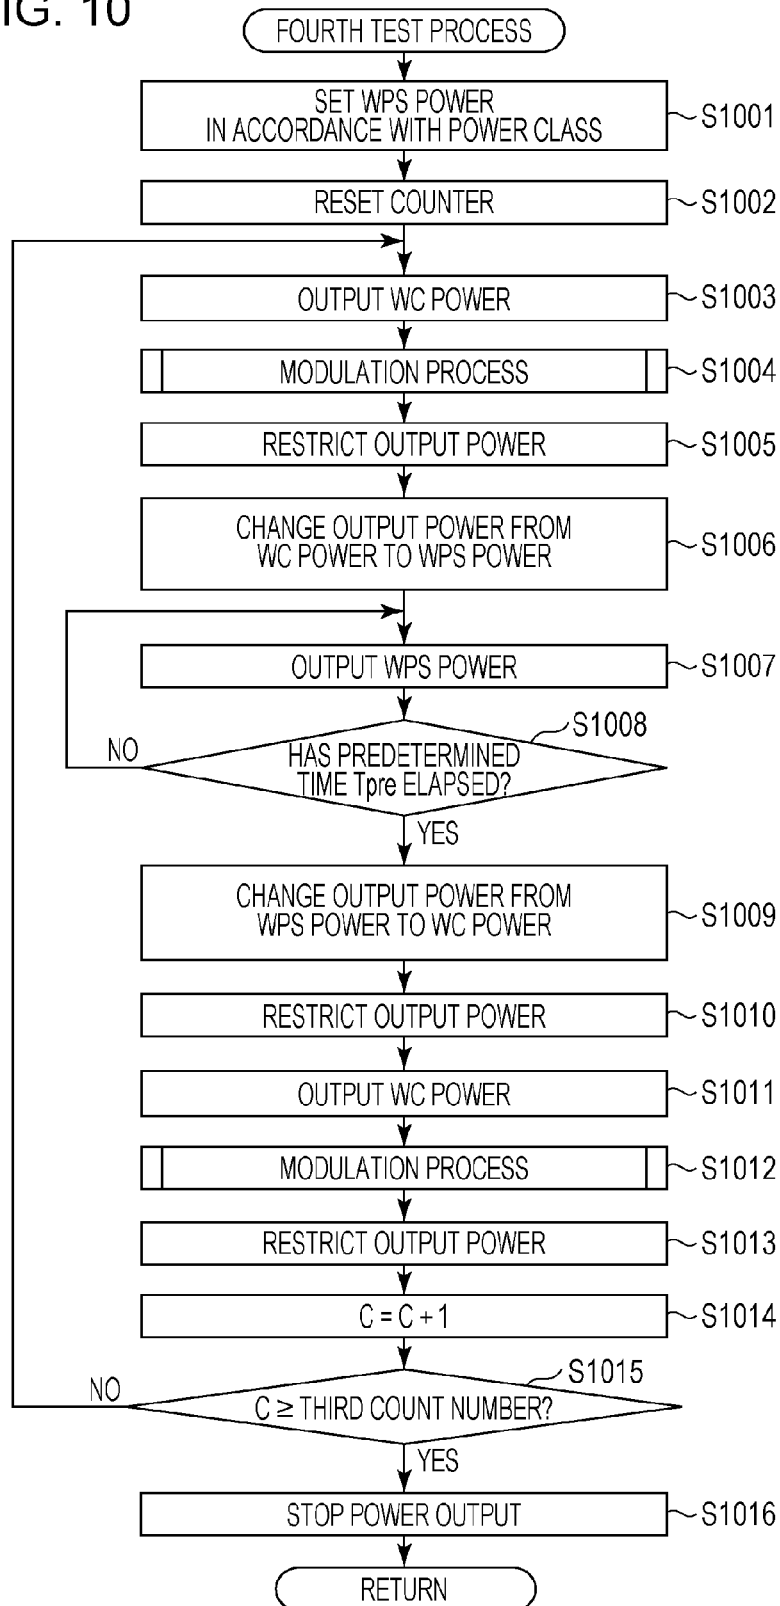 IG. 10
FOURTH TEST PROCESS
SET WPS POWER
IN ACCORDANCE WITH POWER CLASS
S1001
RESET COUNTER
S1002
OUTPUT WC POWER
S1003
MODULATION PROCESS
S1004
RESTRICT OUTPUT POWER
S1005
CHANGE OUTPUT POWER FROM
WC POWER TO WPS POWER
S1006
OUTPUT WPS POWER
S1007
S1008
NO
HAS PREDETERMINED
TIME Tpre ELAPSED?
YES
CHANGE OUTPUT POWER FROM
WPS POWER TO WC POWER
S1009
RESTRICT OUTPUT POWER
S1010
OUTPUT WC POWER
S1011
MODULATION PROCESS
S1012
RESTRICT OUTPUT POWER
S1013
C = C + 1
S1014
S1015
NO
C ≥ THIRD COUNT NUMBER?
YES
STOP POWER OUTPUT
S1016
RETURN